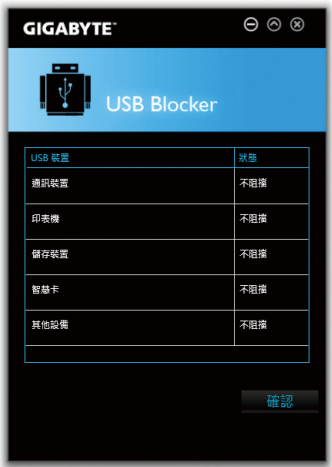 GIGABYTE™
USB Blocker
USB 裝置 狀態
通訊裝置 不阻擋
印表機 不阻擋
儲存裝置 不阻擋
智慧卡 不阻擋
其他設備 不阻擋
確認